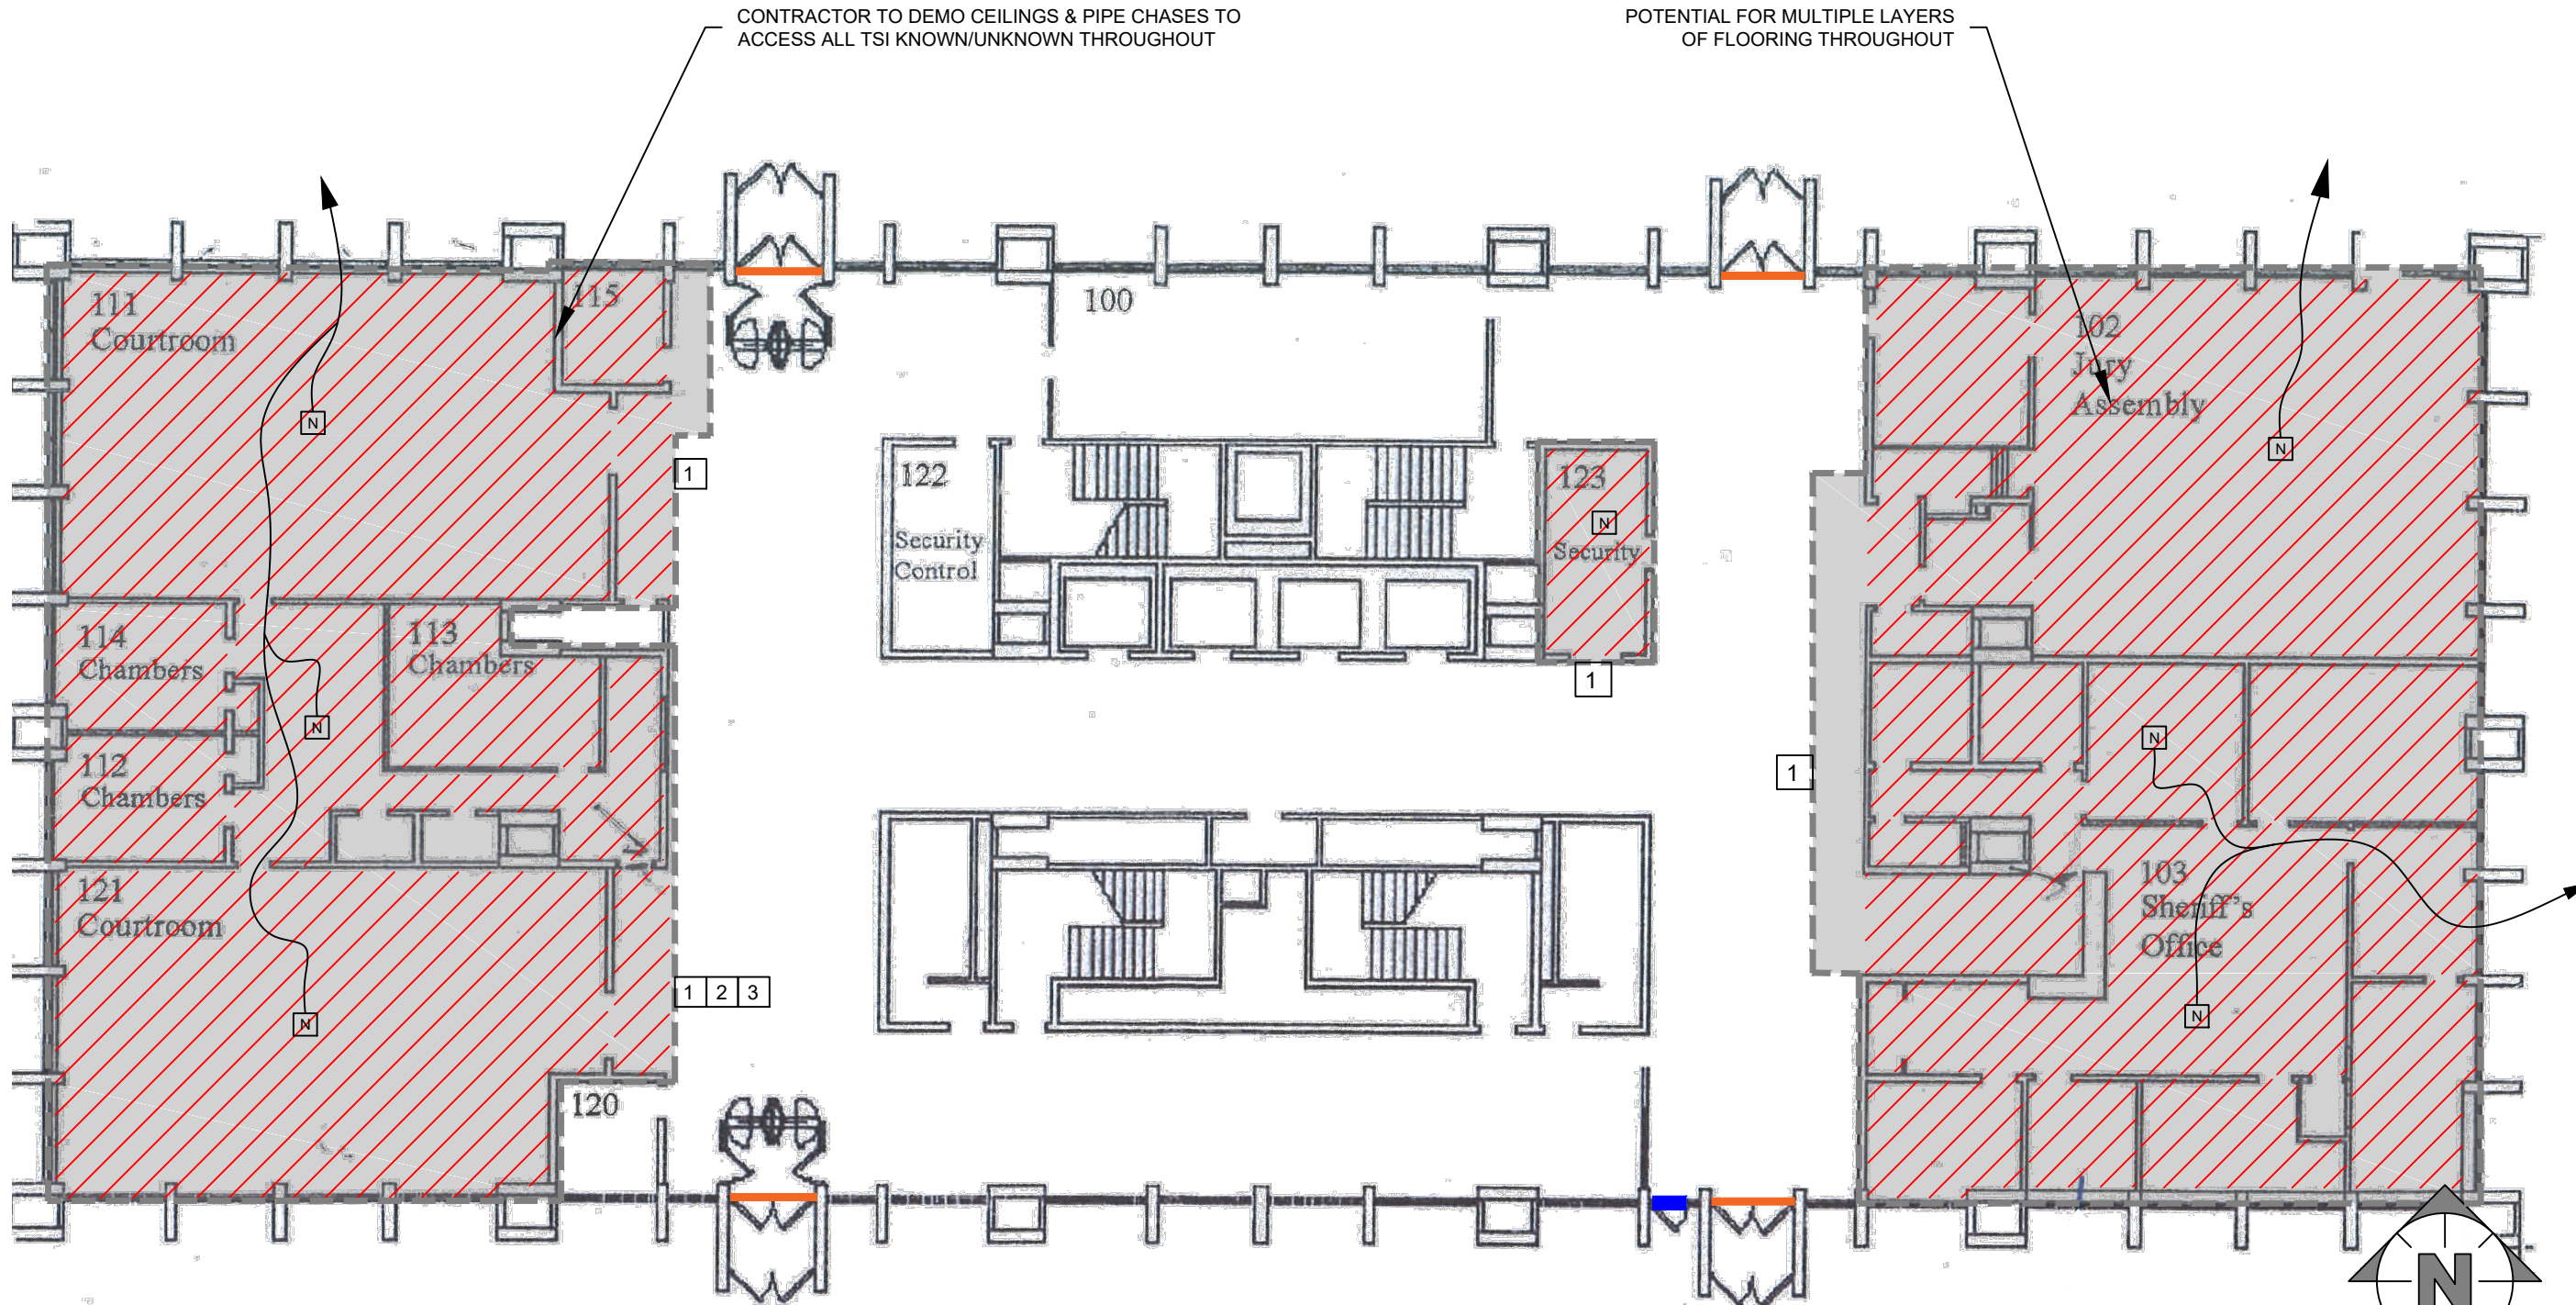 CONTRACTOR TO DEMO CEILINGS & PIPE CHASES TO
ACCESS ALL TSI KNOWN/UNKNOWN THROUGHOUT
POTENTIAL FOR MULTIPLE LAYERS
OF FLOORING THROUGHOUT
111
Courtroom
115
100
102
Jury
Assembly
N
N
1
122
Security
Control
123
N
Security
1
114
Chambers
113
Chambers
N
112
Chambers
1
N
103
Sheriff's
Office
121
Courtroom
N
1 2 3
N
120
N